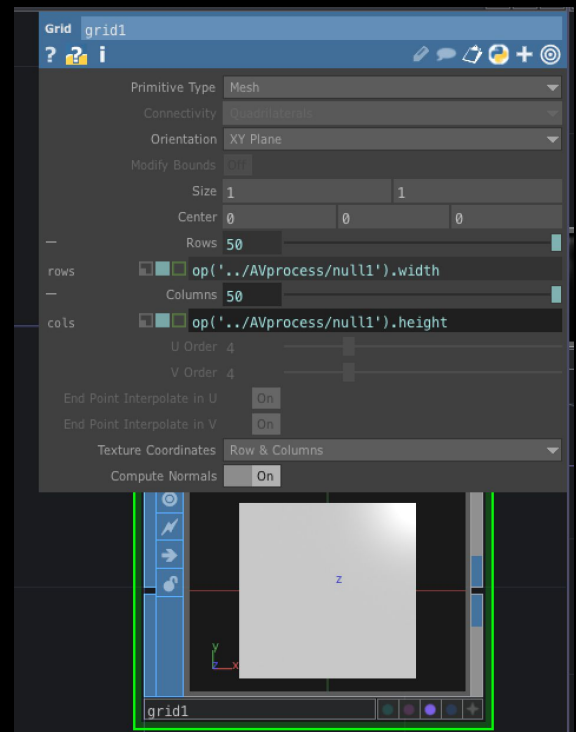 Grid grid1
? ? i
Primitive Type Mesh
Connectivity Quadrilaterals
Orientation XY Plane
Modify Bounds Off
Size 1 1
Center 0 0 0
Rows 50
rows op('../AVprocess/null1').width
Columns 50
cols op('../AVprocess/null1').height
U Order 4
V Order 4
End Point Interpolate in U On
End Point Interpolate in V On
Texture Coordinates Row & Columns
Compute Normals On
z
y
z x
grid1